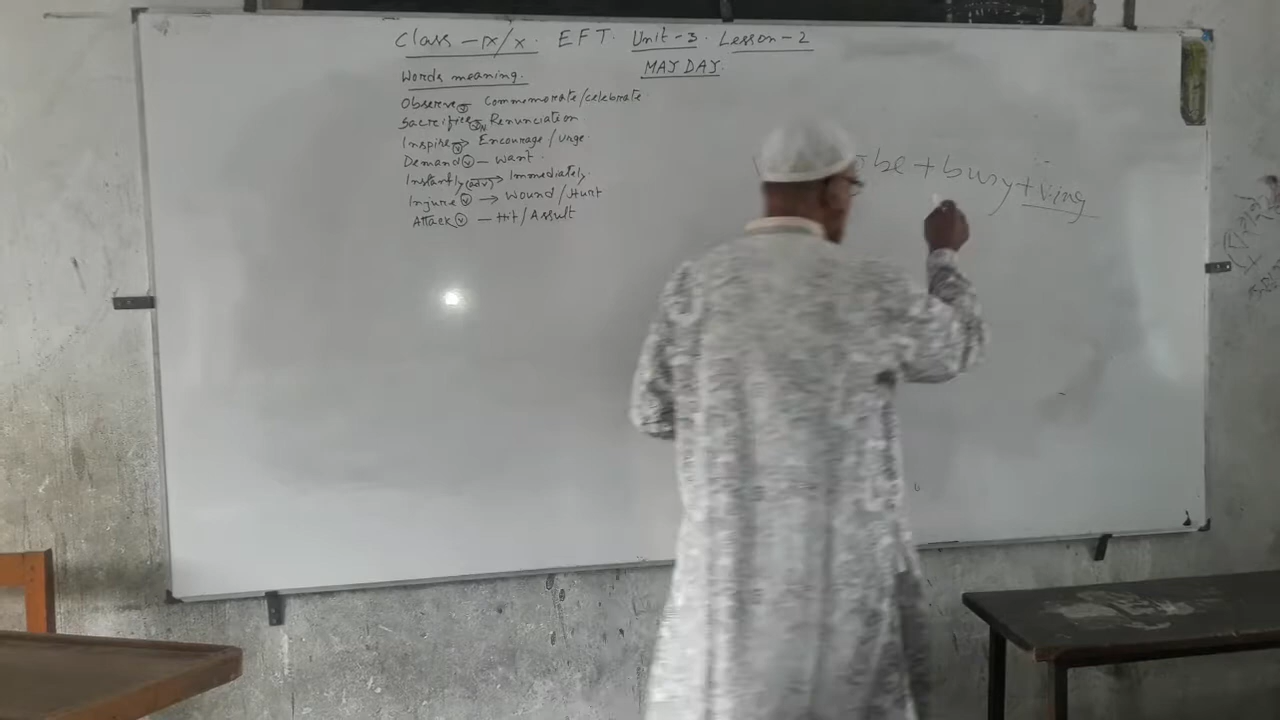 Class - IX/X. EFT. Unit-3. Lesson-2
MAY DAY.
Words meaning.
Observe (v) Commemorate/celebrate
Sacrifice (N) Renunciation
Inspire (v) Encourage/Urge
Demand (v) - Want.
Instantly (adv) → Immediately.
Injure (v) → Wound/Hurt
Attack (v) - Hit/Assult
be + busy + v.ing